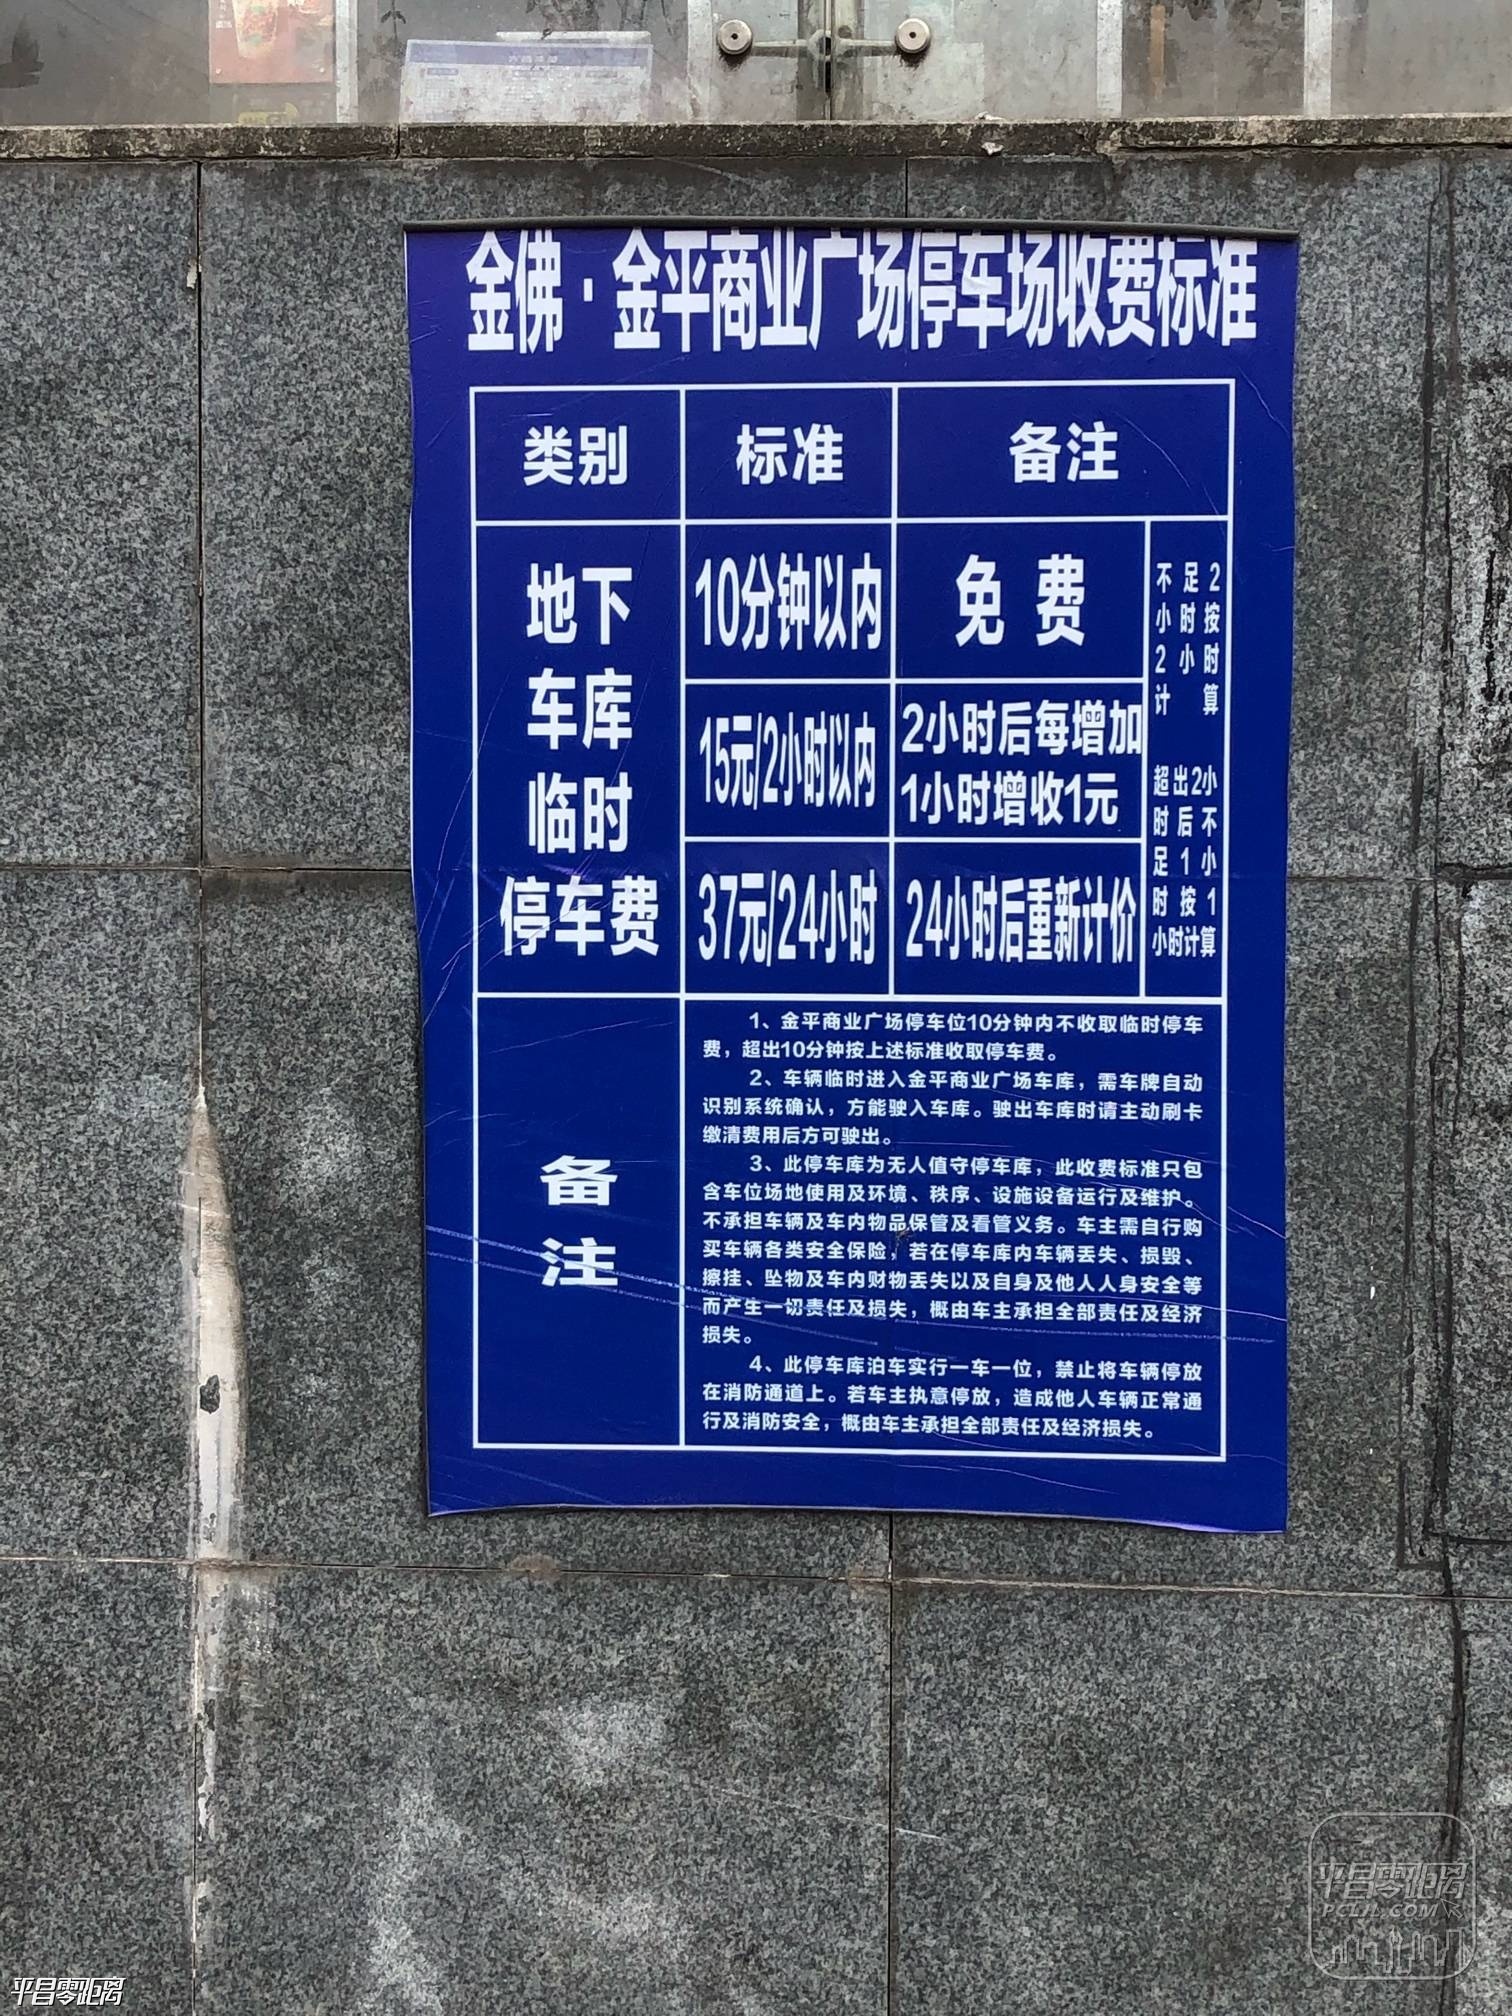 金佛·金平商业广场停车场收费标准
类别
标准
备注
地下
车库
临时
停车费
10分钟以内
免费
15元/2小时以内
2小时后每增加
1小时增收1元
37元/24小时
24小时后重新计价
不足2
小时按
2小时
计算
超出2小
时后不
足1小
时按1
小时计算
备
注
1、金平商业广场停车位10分钟内不收取临时停车
费，超出10分钟按上述标准收取停车费。
2、车辆临时进入金平商业广场车库，需车牌自动
识别系统确认，方能驶入车库。驶出车库时请主动刷卡
缴清费用后方可驶出。
3、此停车库为无人值守停车库，此收费标准只包
含车位场地使用及环境、秩序、设施设备运行及维护。
不承担车辆及车内物品保管及看管义务。车主需自行购
买车辆各类安全保险，若在停车库内车辆丢失、损毁、
擦挂、坠物及车内财物丢失以及自身及他人人身安全等
而产生一切责任及损失，概由车主承担全部责任及经济
损失。
4、此停车库泊车实行一车一位，禁止将车辆停放
在消防通道上。若车主执意停放，造成他人车辆正常通
行及消防安全，概由车主承担全部责任及经济损失。
平昌零距离
PCLJL.COM
平昌零距离